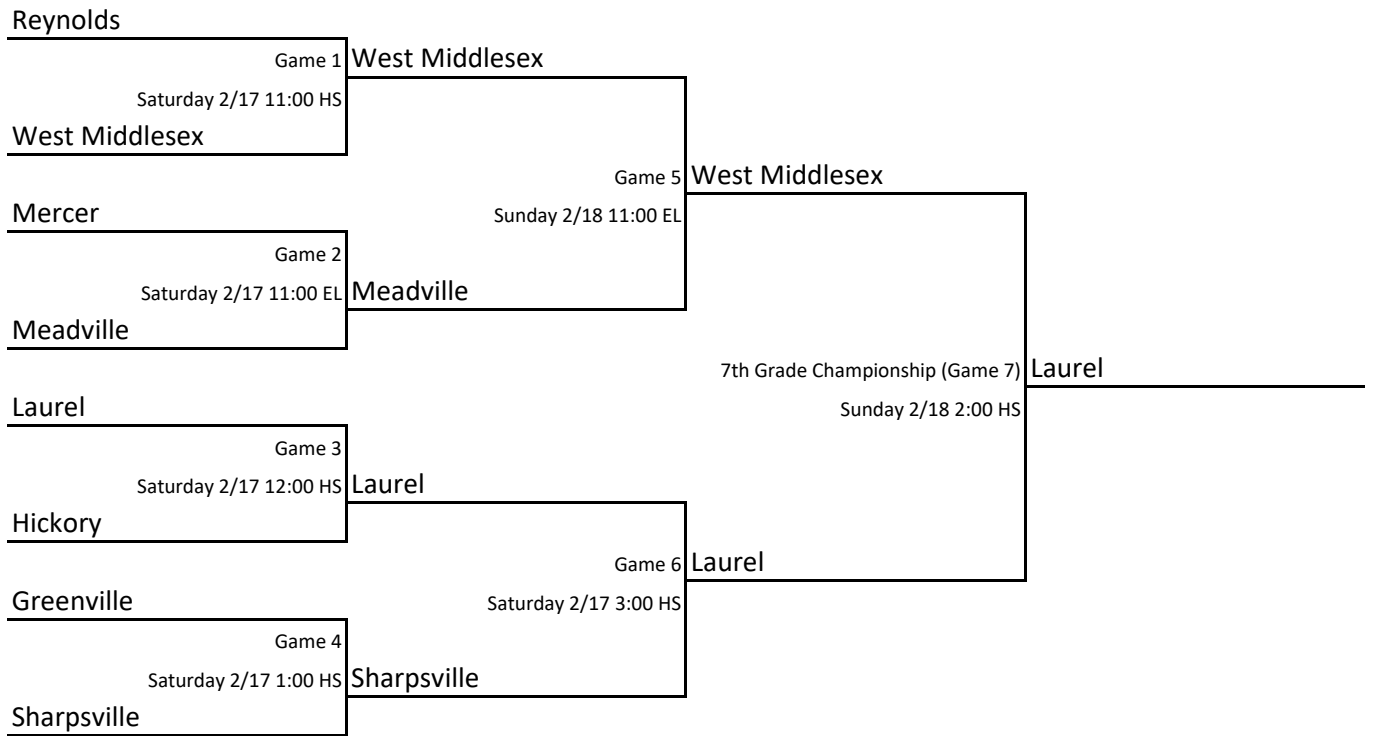 Reynolds
Game 1
West Middlesex
Saturday 2/17 11:00 HS
West Middlesex
Game 5
West Middlesex
Mercer
Sunday 2/18 11:00 EL
Game 2
Saturday 2/17 11:00 EL
Meadville
Meadville
7th Grade Championship (Game 7)
Laurel
Laurel
Sunday 2/18 2:00 HS
Game 3
Saturday 2/17 12:00 HS
Laurel
Hickory
Game 6
Laurel
Greenville
Saturday 2/17 3:00 HS
Game 4
Saturday 2/17 1:00 HS
Sharpsville
Sharpsville